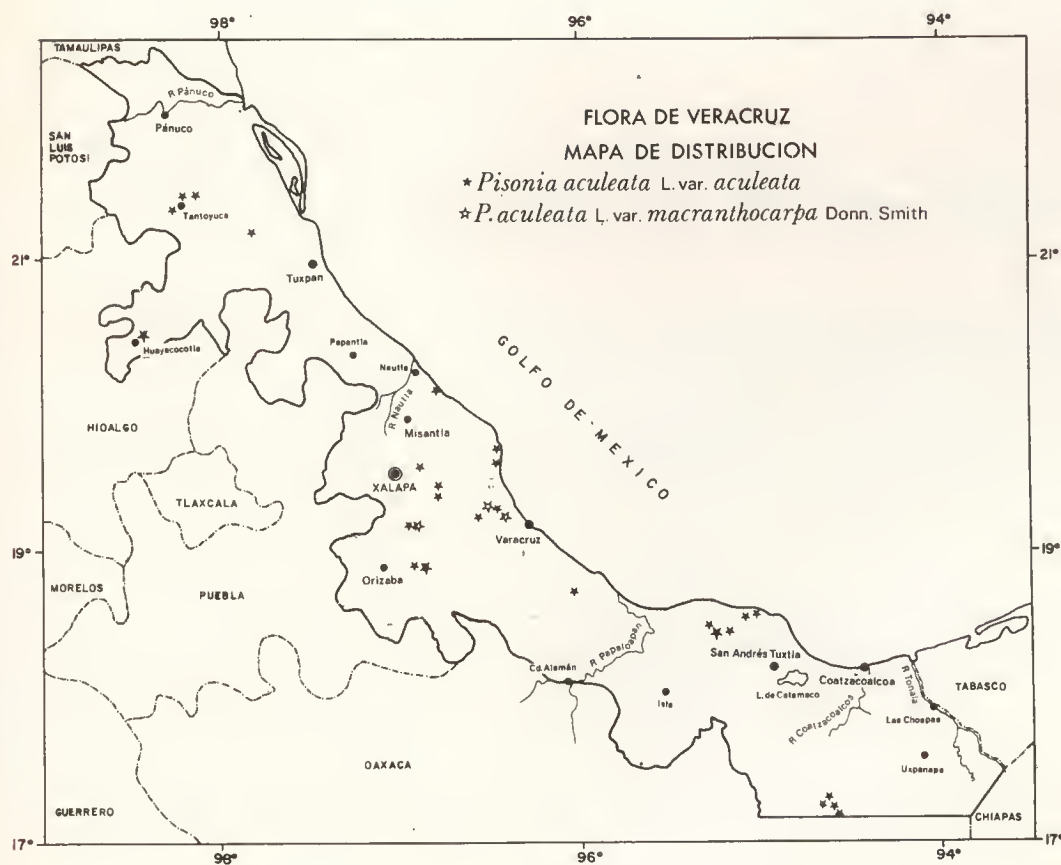 98° 96° 94°
TAMAULIPAS
R Pánuco
Pánuco
SAN
LUIS
POTOSI
FLORA DE VERACRUZ
MAPA DE DISTRIBUCION
★ Pisonia aculeata L. var. aculeata
☆ P. aculeata L. var. macranthocarpa Donn. Smith
Tantoyuca
21° 21°
Tuxpan
Huayacocotla
Papantla
Nautla
R Nautla
GOLFO DE MEXICO
HIDALGO
Misantla
XALAPA
TLAXCALA
Varacruz
19° 19°
MORELOS
PUEBLA
Orizaba
R Papaloapan
San Andrés Tuxtla
Cd. Alemán
L. de Catemaco
Coatzacoalcoa
R Tonala
TABASCO
Isla
R Coatzacoalcos
Las Choapas
Uxpanapa
OAXACA
GUERRERO
CHIAPAS
17° 17°
98° 96° 94°